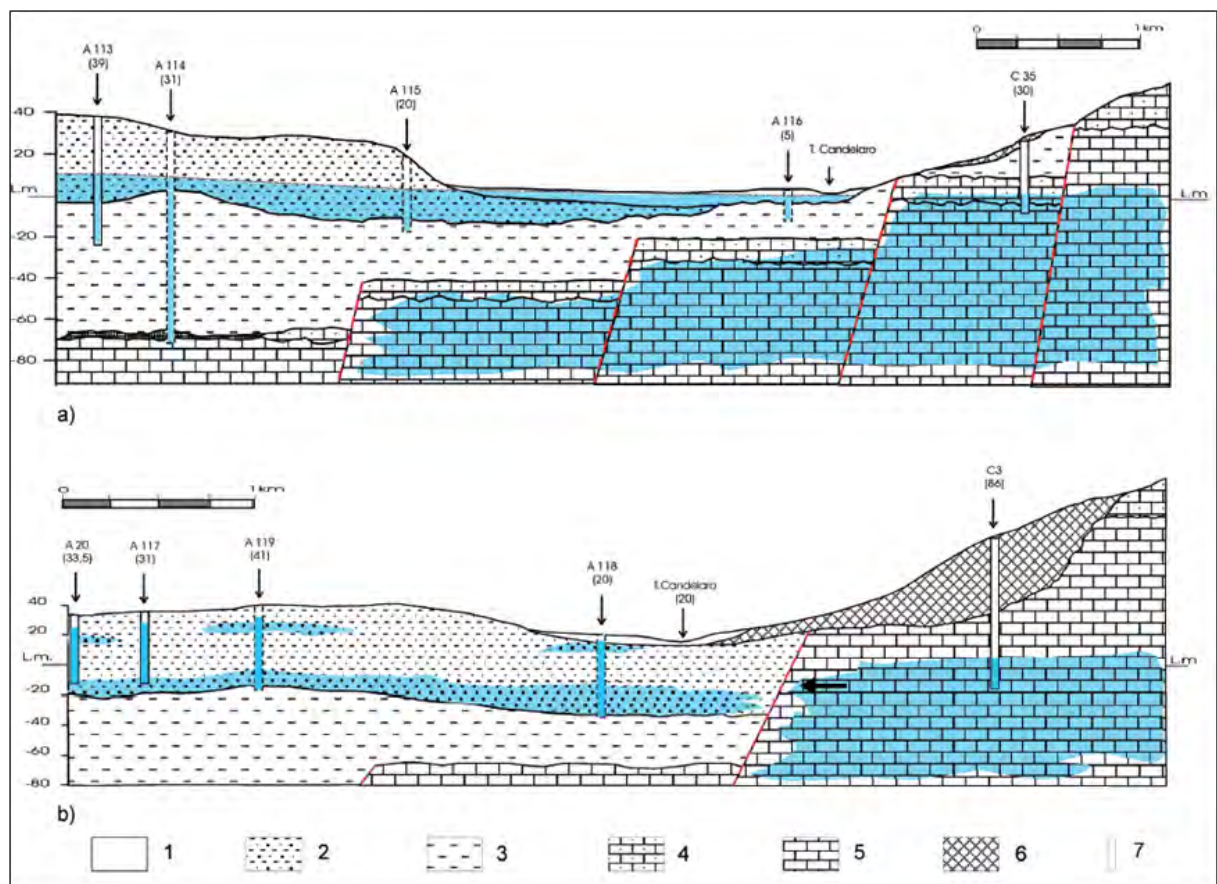 0 1 km
A 113
(39)
A 114
(31)
A 115
(20)
A 116
(5)
T. Candelaro
C 35
(30)
40
20
L.m.
-20
-40
-60
-80
L.m.
a)
0 1 km
A 20
(33,5)
A 117
(31)
A 119
(41)
A 118
(20)
T.Candelaro
(20)
C3
(86)
40
20
L.m.
-20
-40
-60
-80
L.m
b)
1 2 3 4 5 6 7